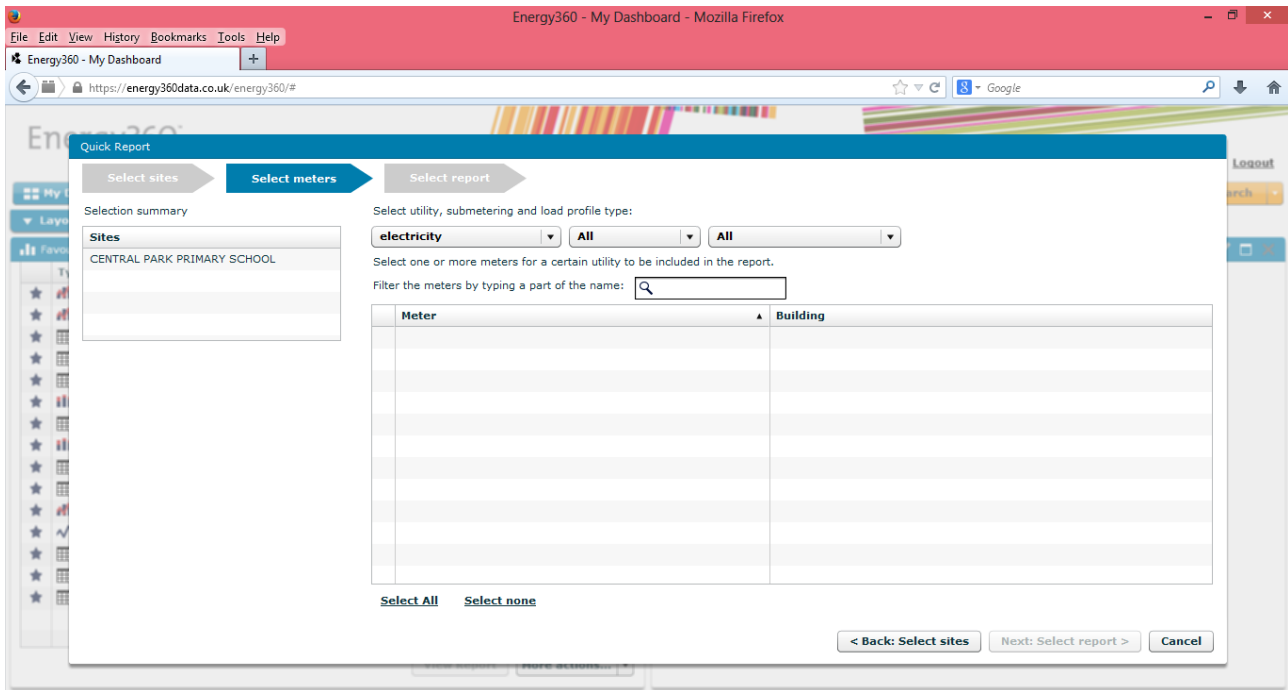 Energy360 - My Dashboard - Mozilla Firefox
File Edit View History Bookmarks Tools Help
Energy360 - My Dashboard +
https://energy360data.co.uk/energy360/# Google
Quick Report
Logout
Select sites Select meters Select report
Selection summary
Select utility, submetering and load profile type:
Sites
electricity All All
CENTRAL PARK PRIMARY SCHOOL
Select one or more meters for a certain utility to be included in the report.
Filter the meters by typing a part of the name:
Meter Building
Select All Select none
< Back: Select sites Next: Select report > Cancel
View Report More actions...